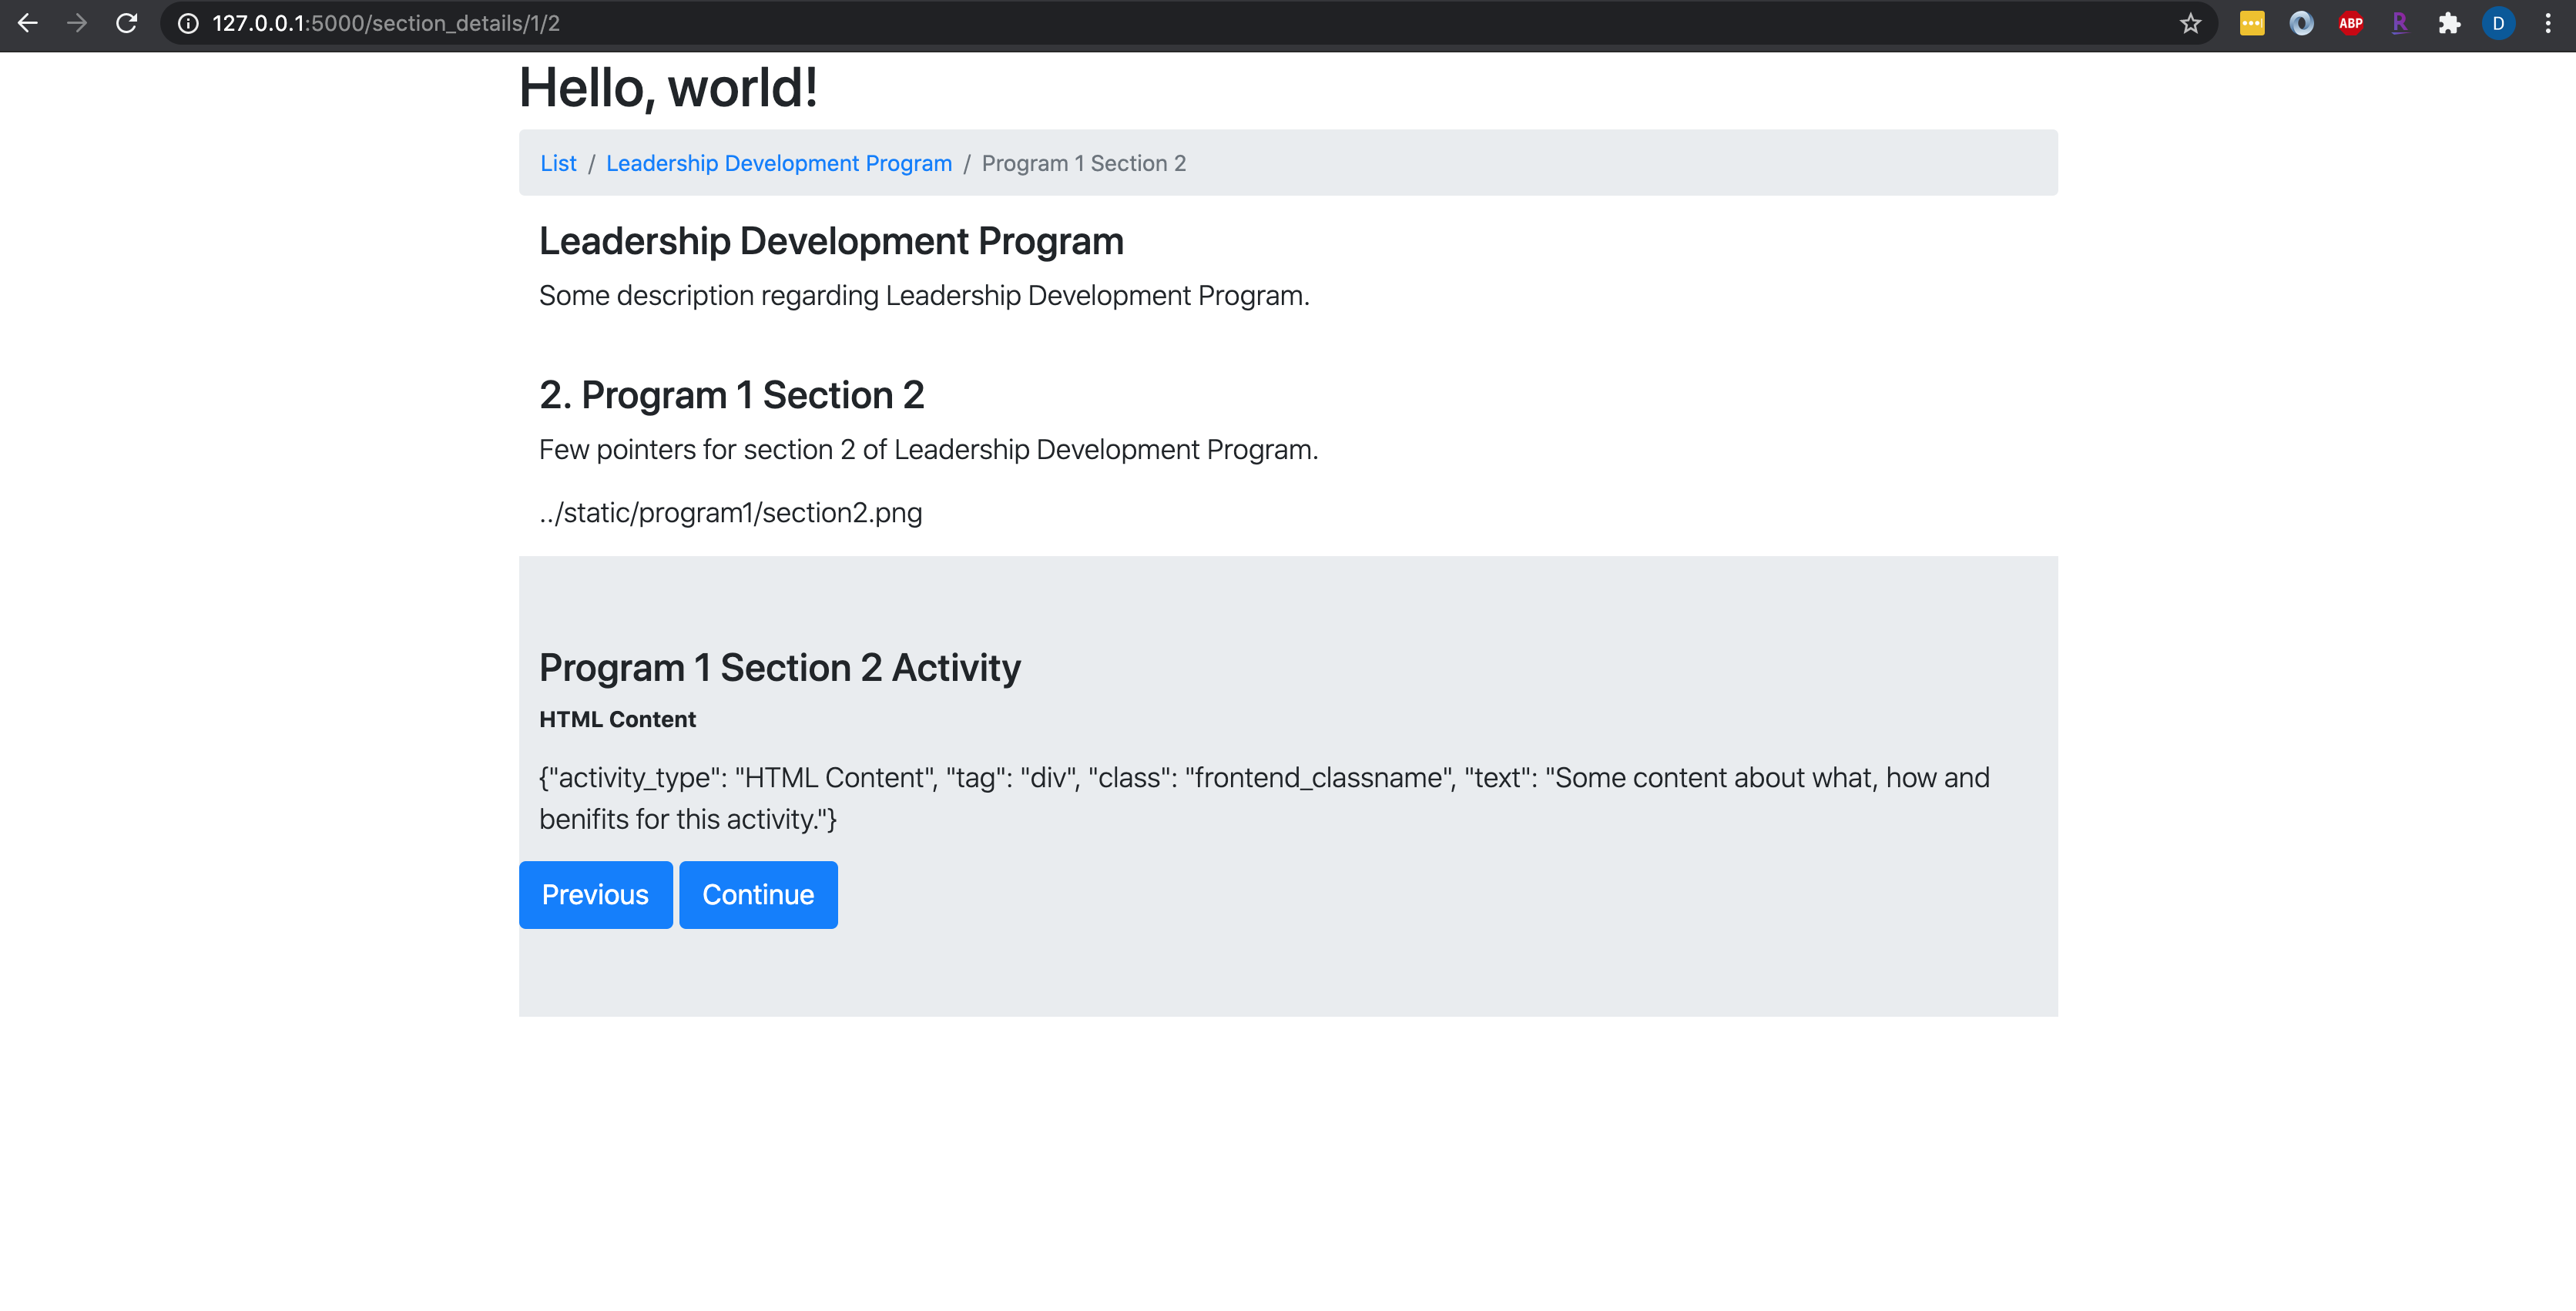 127.0.0.1:5000/section_details/1/2
ABP
R
D
Hello, world!
List / Leadership Development Program / Program 1 Section 2
Leadership Development Program
Some description regarding Leadership Development Program.
2. Program 1 Section 2
Few pointers for section 2 of Leadership Development Program.
../static/program1/section2.png
Program 1 Section 2 Activity
HTML Content
{"activity_type": "HTML Content", "tag": "div", "class": "frontend_classname", "text": "Some content about what, how and
benifits for this activity."}
Previous Continue